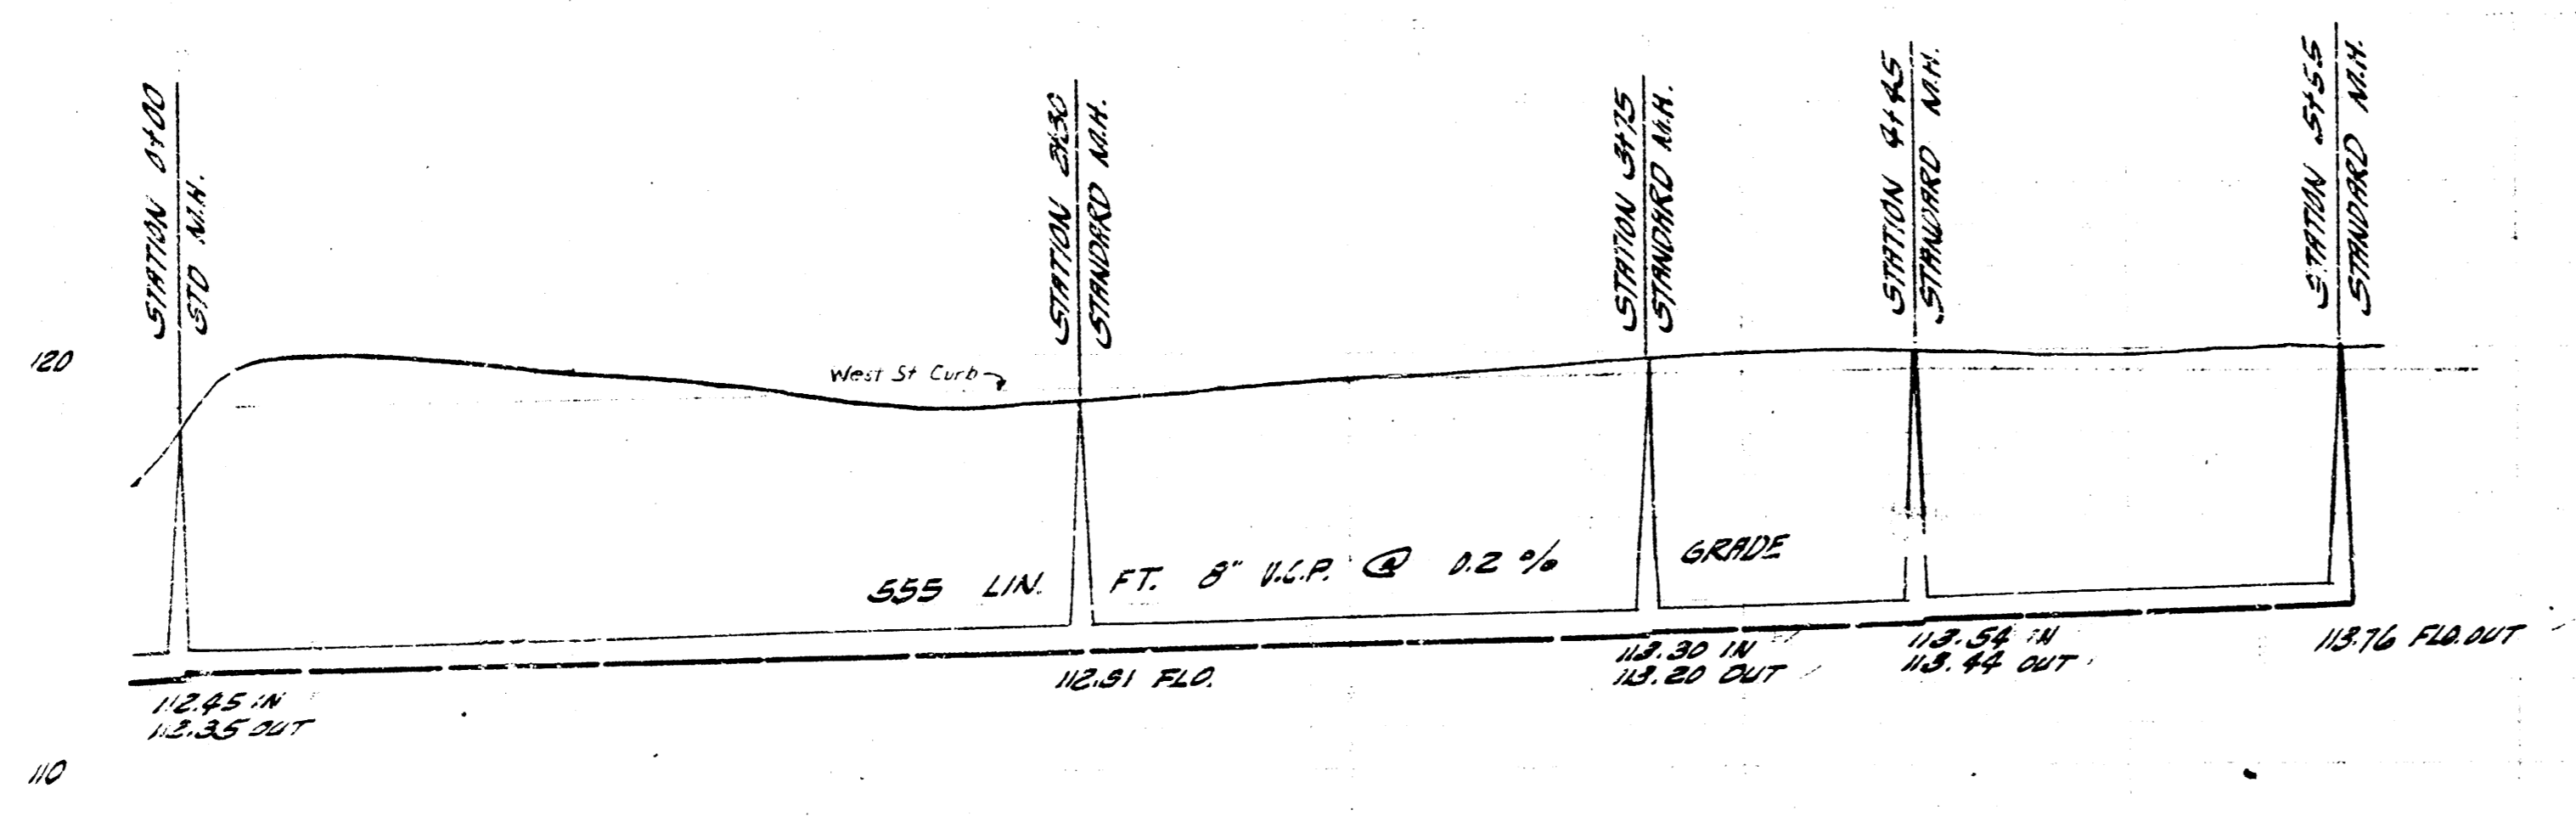 STATION 0+00
STD M.H.
STATION 2+30
STANDARD M.H.
STATION 3+75
STANDARD M.H.
STATION 4+45
STANDARD M.H.
STATION 5+55
STANDARD M.H.
120
West St Curb
555 LIN. FT. 8" V.C.P. @ 0.2 % GRADE
112.45 IN
112.35 OUT
112.91 FLO.
113.30 IN
113.20 OUT
113.54 IN
113.44 OUT
113.76 FLO.OUT
110